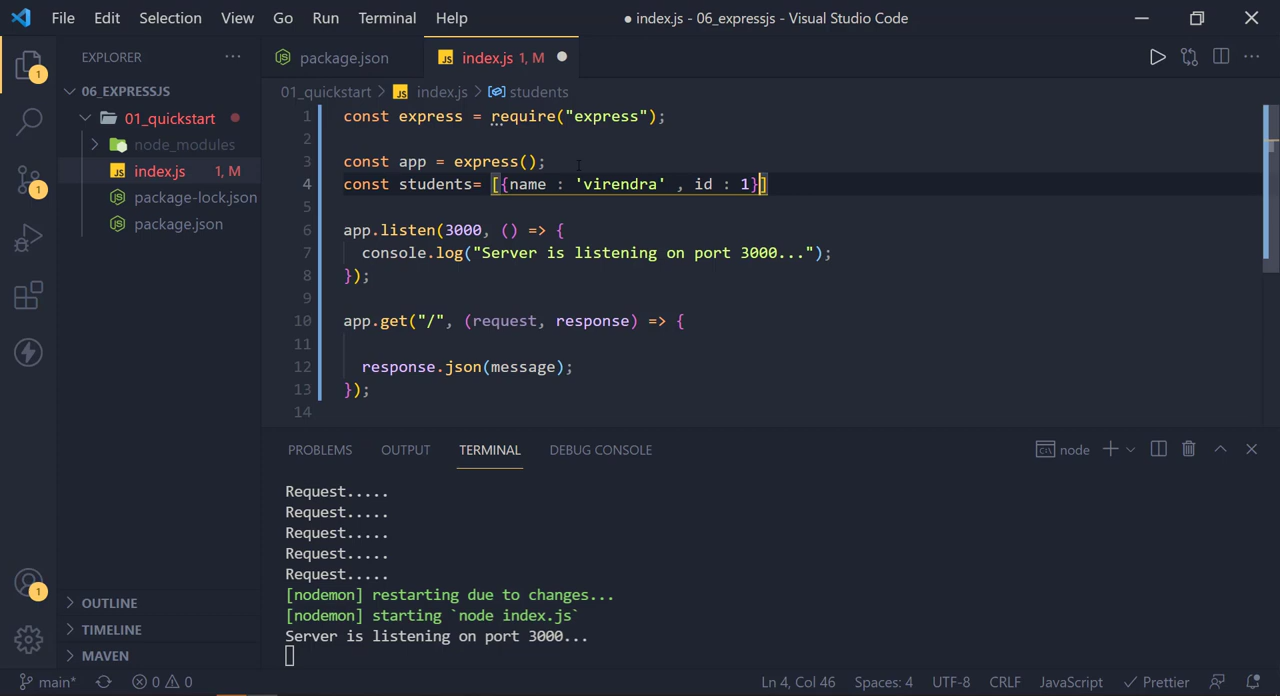 File Edit Selection View Go Run Terminal Help
● index.js - 06_expressjs - Visual Studio Code
EXPLORER ...
1
06_EXPRESSJS
01_quickstart
node_modules
JS index.js 1, M
package-lock.json
package.json
1
1
OUTLINE
TIMELINE
MAVEN
package.json
JS index.js 1, M ●
01_quickstart > JS index.js > students
1 const express = require("express");
2
3 const app = express();
4 const students= [{name : 'virendra' , id : 1}]
5
6 app.listen(3000, () => {
7 console.log("Server is listening on port 3000...");
8 });
9
10 app.get("/", (request, response) => {
11
12 response.json(message);
13 });
14
PROBLEMS OUTPUT TERMINAL DEBUG CONSOLE
node
Request.....
Request.....
Request.....
Request.....
Request.....
[nodemon] restarting due to changes...
[nodemon] starting `node index.js`
Server is listening on port 3000...
main* 0 0 Ln 4, Col 46 Spaces: 4 UTF-8 CRLF JavaScript Prettier